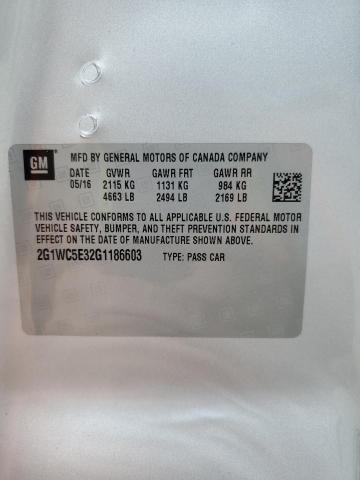 GM
MFD BY GENERAL MOTORS OF CANADA COMPANY
DATE GVWR GAWR FRT GAWR RR
05/16 2115 KG 1131 KG 984 KG
4663 LB 2494 LB 2169 LB
THIS VEHICLE CONFORMS TO ALL APPLICABLE U.S. FEDERAL MOTOR
VEHICLE SAFETY, BUMPER, AND THEFT PREVENTION STANDARDS IN
EFFECT ON THE DATE OF MANUFACTURE SHOWN ABOVE.
2G1WC5E32G1186603 TYPE: PASS CAR